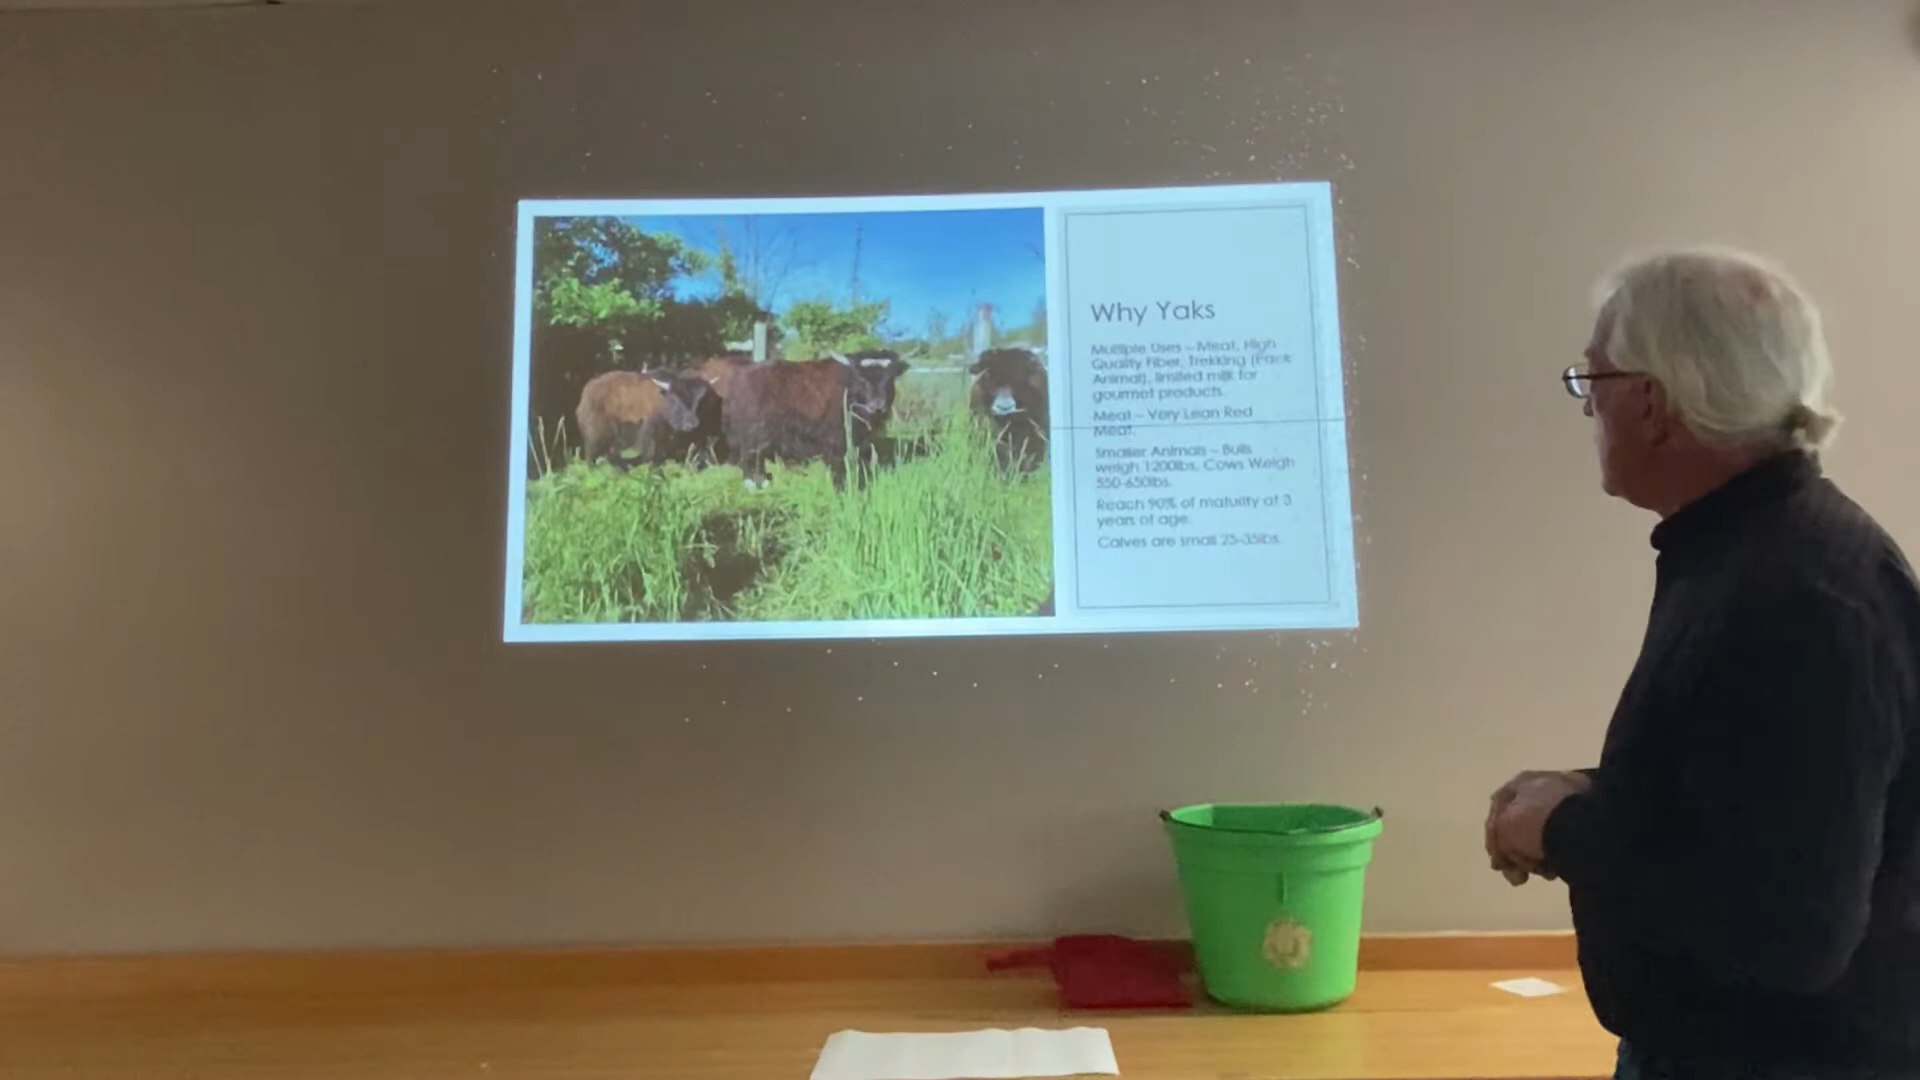 Why Yaks
Multiple Uses – Meat, High
Quality Fiber, Trekking (Pack
Animal), limited milk for
gourmet products.
Meat – Very Lean Red
Meat.
Smaller Animals – Bulls
weigh 1200lbs, Cows Weigh
550-650lbs.
Reach 90% of maturity at 3
years of age.
Calves are small 25-35lbs.